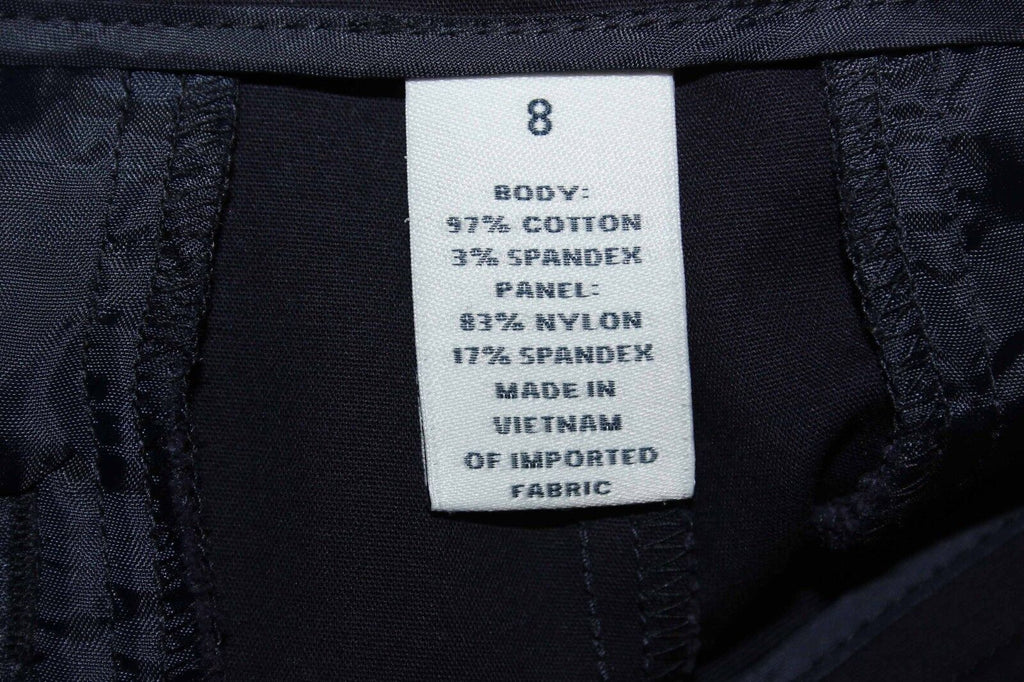 8
BODY:
97% COTTON
3% SPANDEX
PANEL:
83% NYLON
17% SPANDEX
MADE IN
VIETNAM
OF IMPORTED
FABRIC